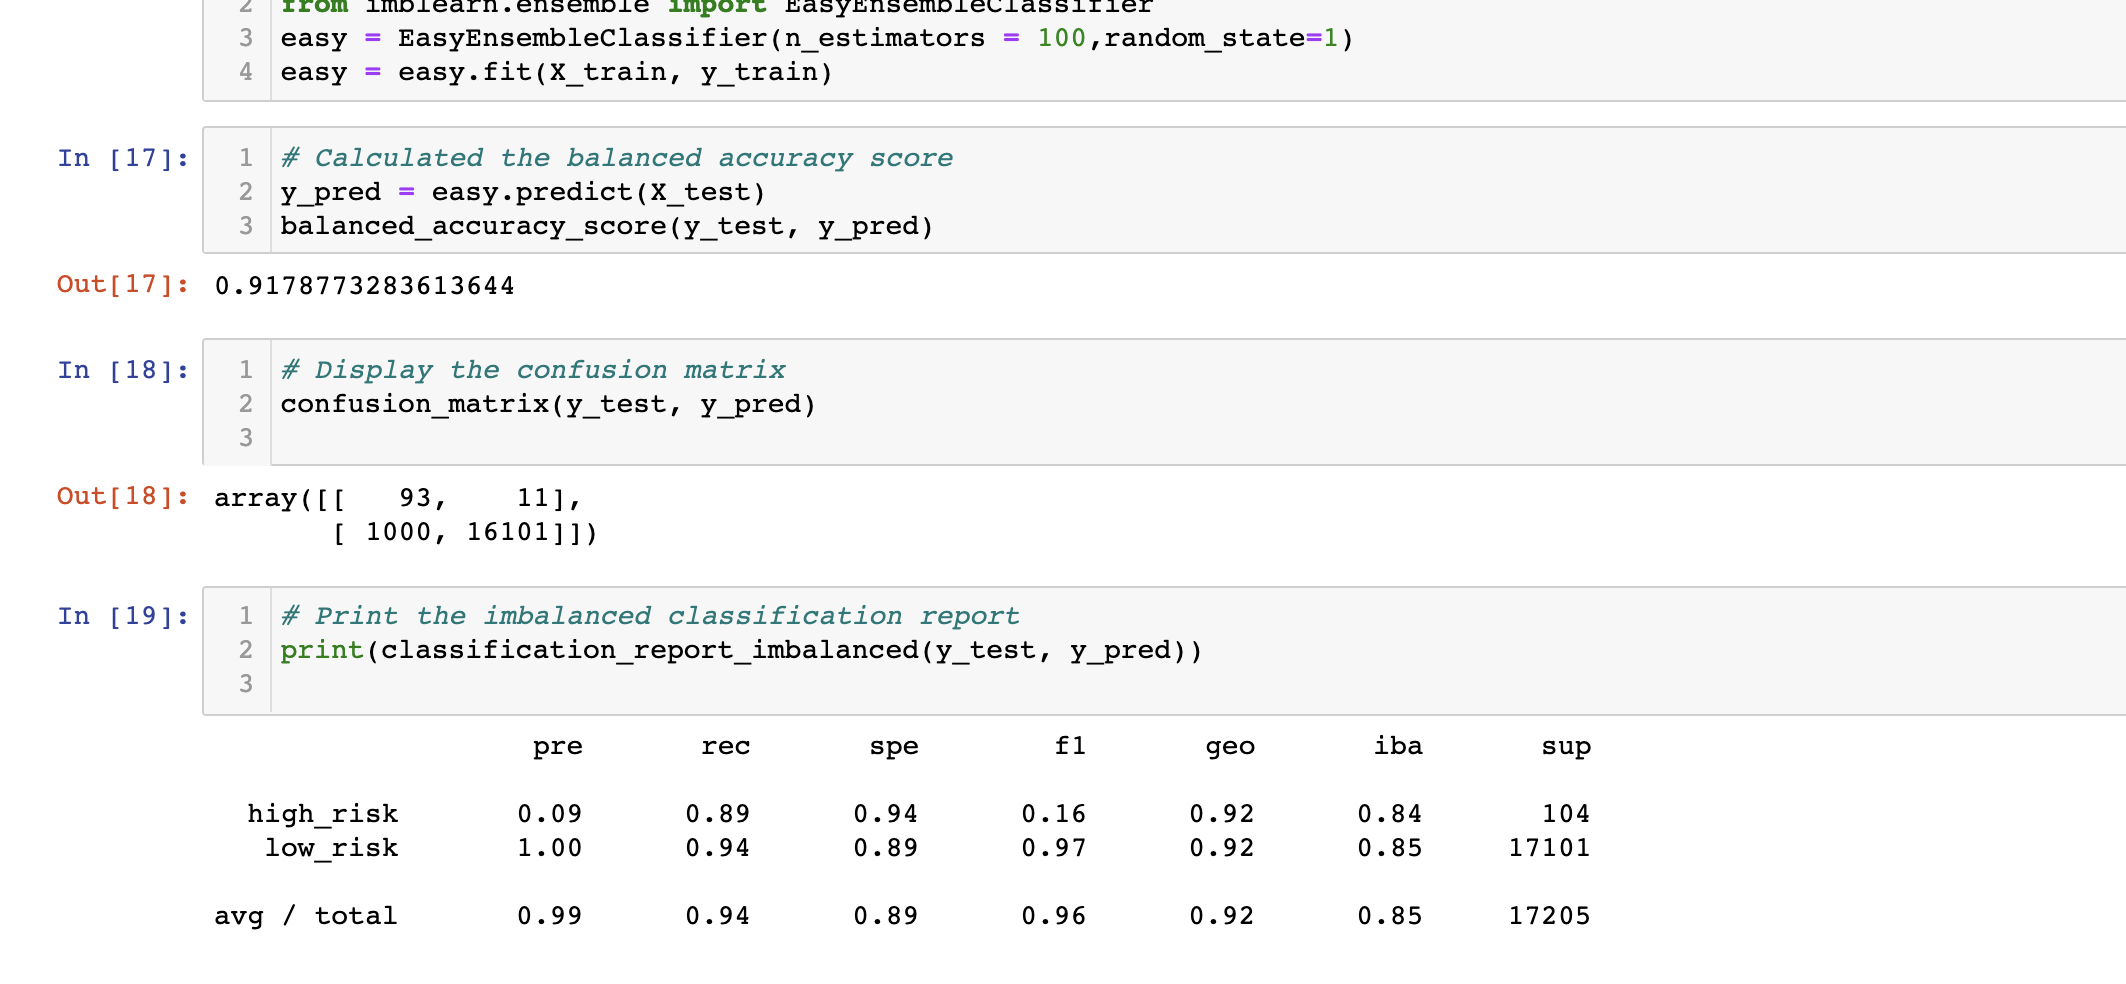 2 from imblearn.ensemble import EasyEnsembleClassifier
3 easy = EasyEnsembleClassifier(n_estimators = 100,random_state=1)
4 easy = easy.fit(X_train, y_train)
In [17]: 1 # Calculated the balanced accuracy score
2 y_pred = easy.predict(X_test)
3 balanced_accuracy_score(y_test, y_pred)
Out[17]: 0.9178773283613644
In [18]: 1 # Display the confusion matrix
2 confusion_matrix(y_test, y_pred)
3
Out[18]: array([[   93,    11],
[ 1000, 16101]])
In [19]: 1 # Print the imbalanced classification report
2 print(classification_report_imbalanced(y_test, y_pred))
3
pre rec spe f1 geo iba sup
high_risk 0.09 0.89 0.94 0.16 0.92 0.84 104
low_risk 1.00 0.94 0.89 0.97 0.92 0.85 17101
avg / total 0.99 0.94 0.89 0.96 0.92 0.85 17205